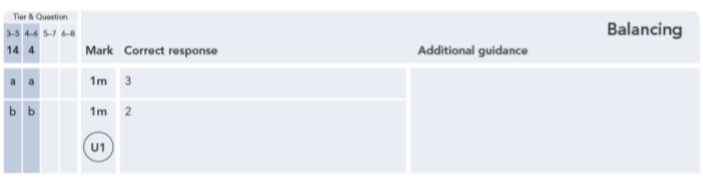 Tier & Question
3–5 4–6 5–7 6–8
14 4
Balancing
Mark Correct response Additional guidance
a a 1m 3
b b 1m 2
U1